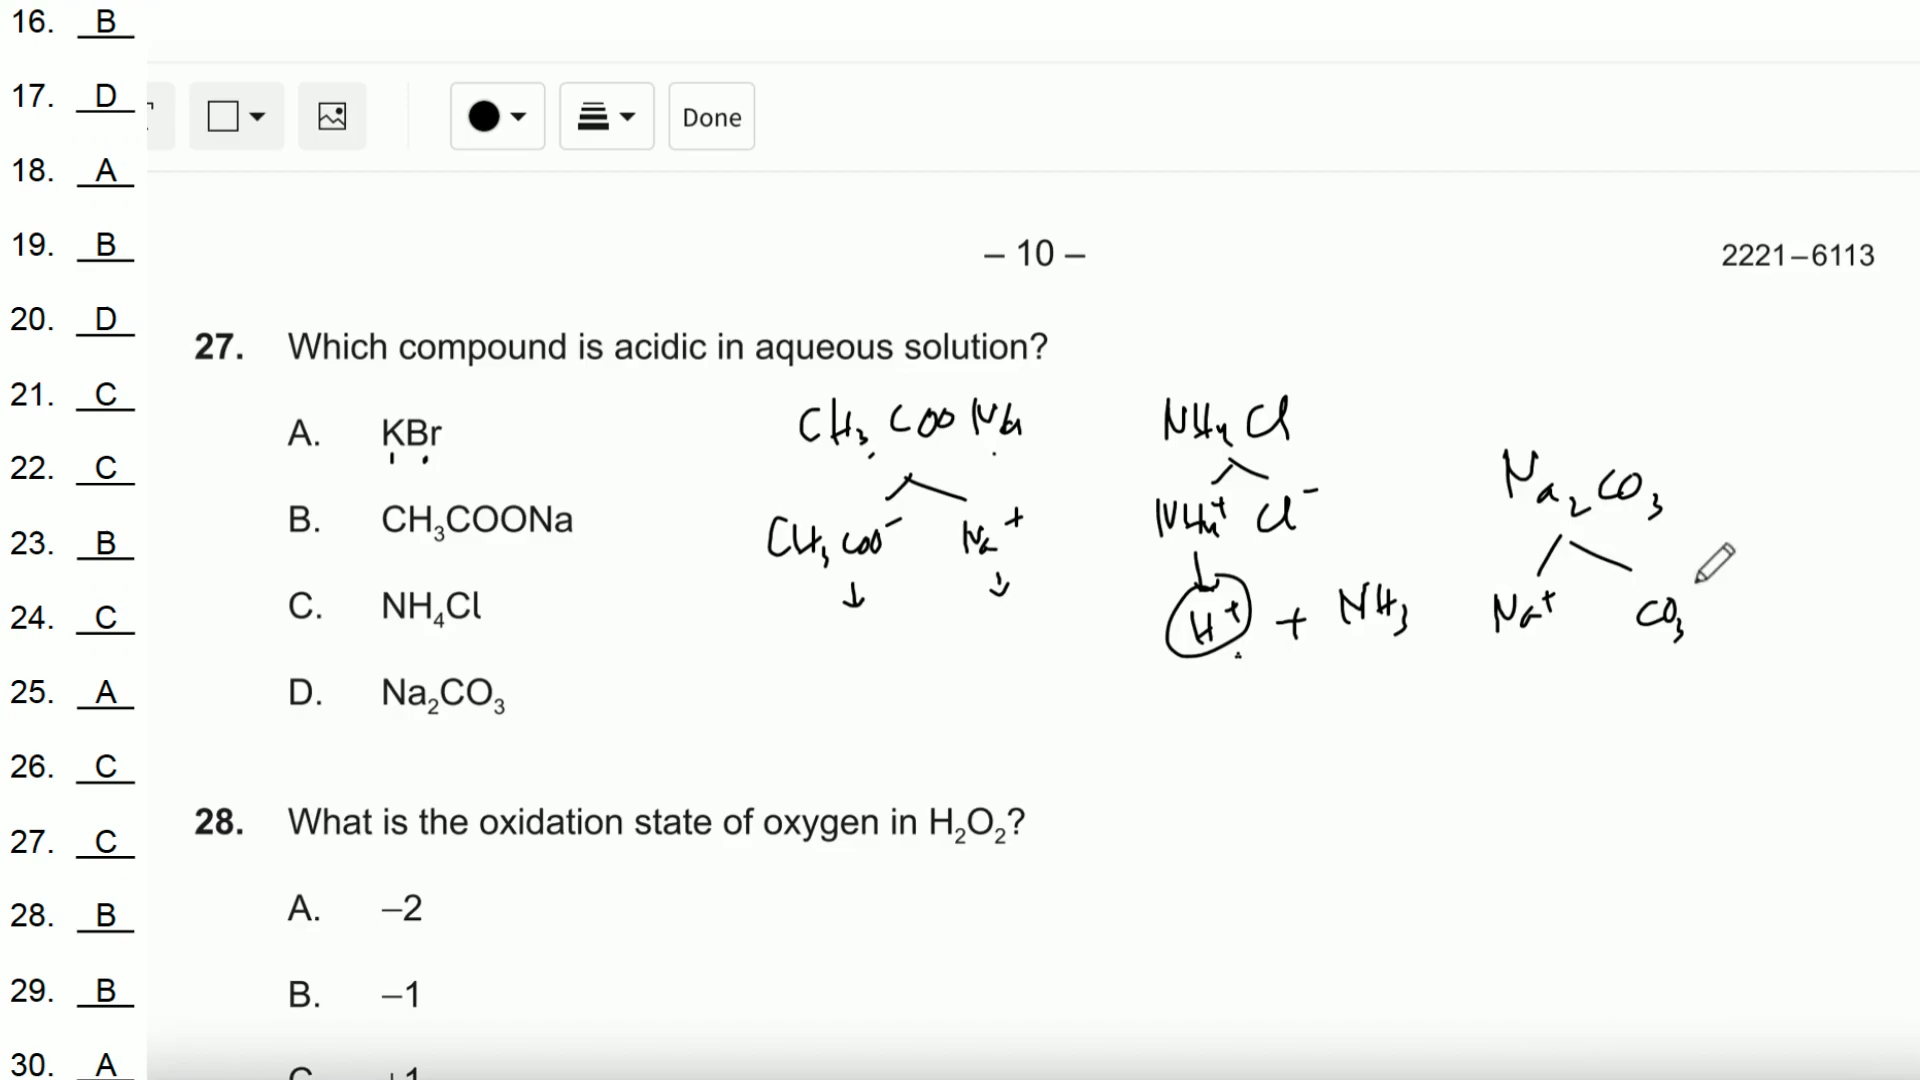 16. B
17. D
18. A
19. B
20. D
21. C
22. C
23. B
24. C
25. A
26. C
27. C
28. B
29. B
30. A
Done
– 10 –
2221–6113
27. Which compound is acidic in aqueous solution?
A. KBr
B. CH₃COONa
C. NH₄Cl
D. Na₂CO₃
CH₃COONa
CH₃COO⁻ Na⁺
↓ ↓
NH₄Cl
NH₄⁺ Cl⁻
↓
H⁺ + NH₃
Na₂CO₃
Na⁺ CO₃
28. What is the oxidation state of oxygen in H₂O₂?
A. –2
B. –1
C. +1